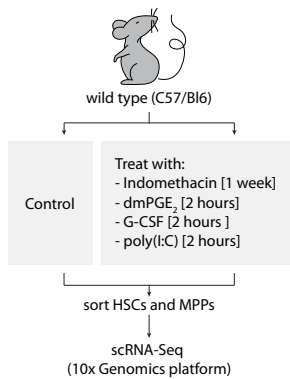 wild type (C57/Bl6)
Control
Treat with:
- Indomethacin [1 week]
- dmPGE₂ [2 hours]
- G-CSF [2 hours ]
- poly(I:C) [2 hours]
sort HSCs and MPPs
scRNA-Seq
(10x Genomics platform)